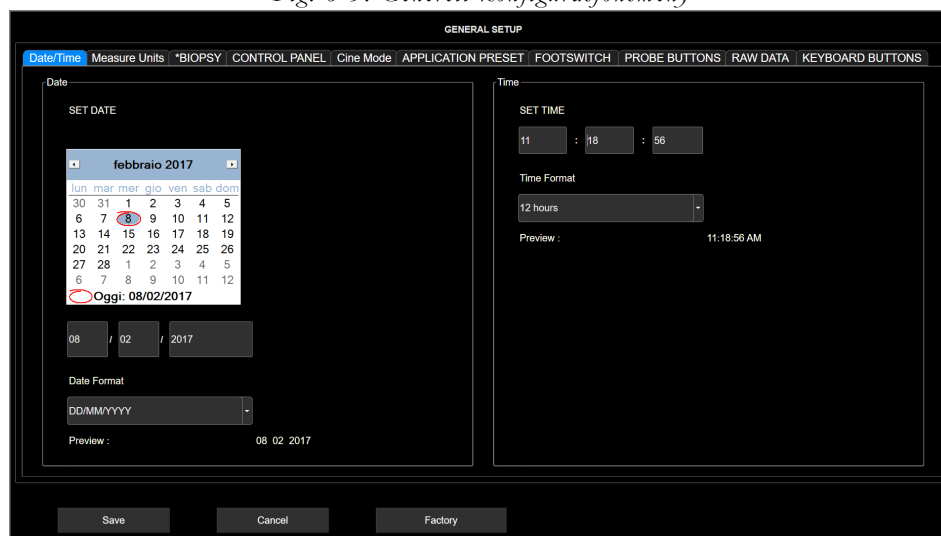 GENERAL SETUP
Date/Time Measure Units *BIOPSY CONTROL PANEL Cine Mode APPLICATION PRESET FOOTSWITCH PROBE BUTTONS RAW DATA KEYBOARD BUTTONS
Date
SET DATE
febbraio 2017
lun mar mer gio ven sab dom
30 31 1 2 3 4 5
6 7 8 9 10 11 12
13 14 15 16 17 18 19
20 21 22 23 24 25 26
27 28 1 2 3 4 5
6 7 8 9 10 11 12
Oggi: 08/02/2017
08 / 02 / 2017
Date Format
DD/MM/YYYY
Preview : 08 02 2017
Time
SET TIME
11 : 18 : 56
Time Format
12 hours
Preview : 11:18:56 AM
Save Cancel Factory